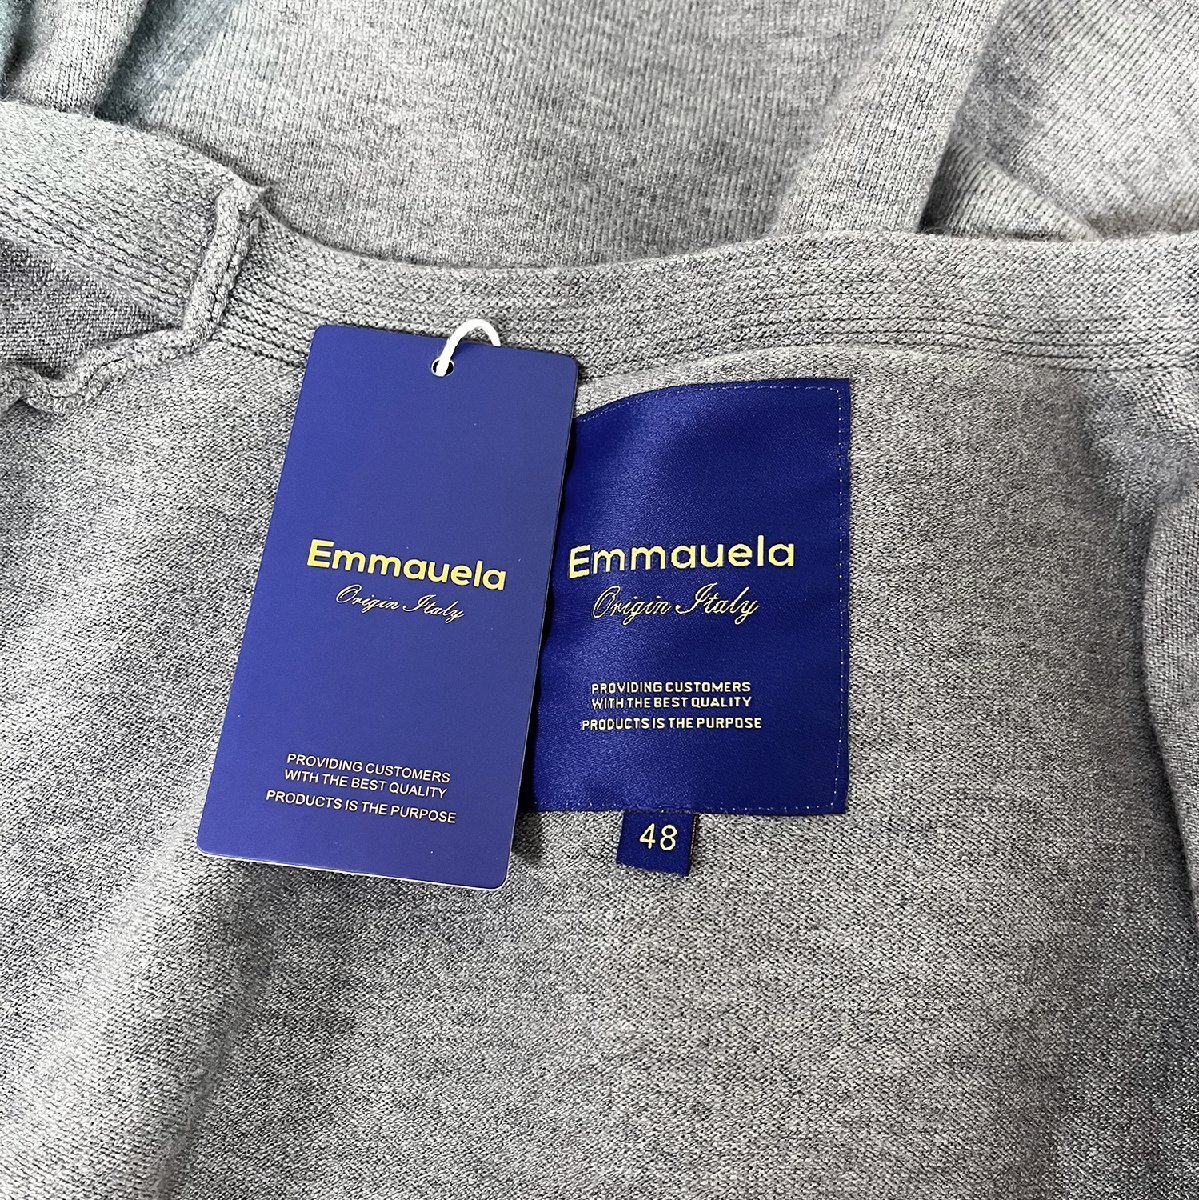 Emmauela
Origin Italy
PROVIDING CUSTOMERS
WITH THE BEST QUALITY
PRODUCTS IS THE PURPOSE
Emmauela
Origin Italy
PROVIDING CUSTOMERS
WITH THE BEST QUALITY
PRODUCTS IS THE PURPOSE
48